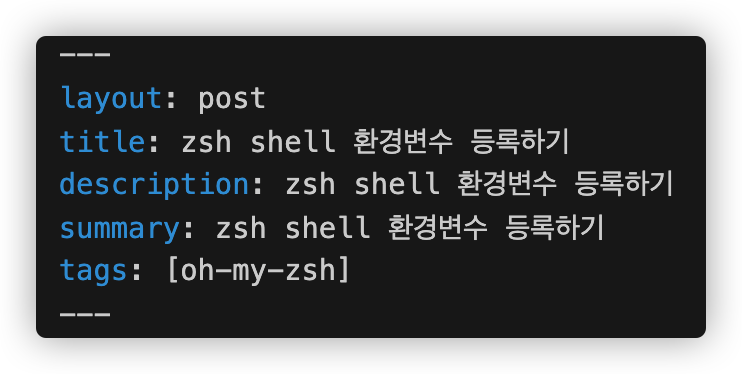 ---
layout: post
title: zsh shell 환경변수 등록하기
description: zsh shell 환경변수 등록하기
summary: zsh shell 환경변수 등록하기
tags: [oh-my-zsh]
---